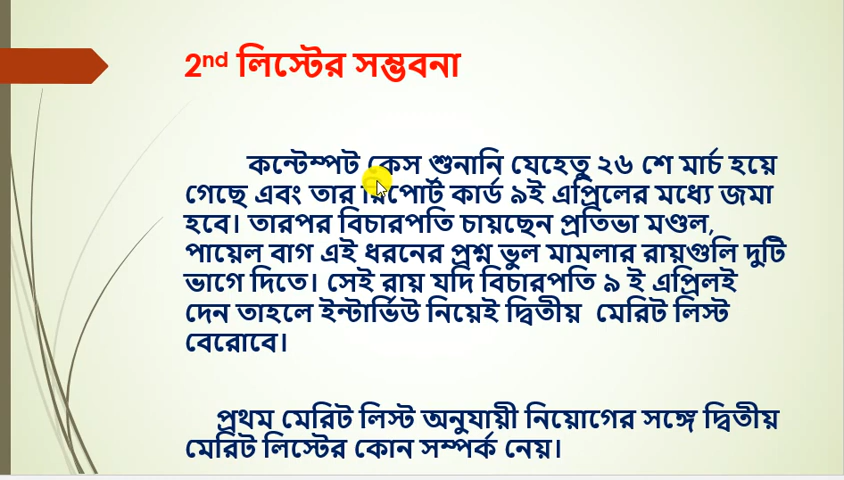 2nd লিস্টের সম্ভবনা
কন্টেম্পট কেস শুনানি যেহেতু ২৬ শে মার্চ হয়ে
গেছে এবং তার রিপোর্ট কার্ড ৯ই এপ্রিলের মধ্যে জমা
হবে। তারপর বিচারপতি চায়ছেন প্রতিভা মণ্ডল,
পায়েল বাগ এই ধরনের প্রশ্ন ভুল মামলার রায়গুলি দুটি
ভাগে দিতে। সেই রায় যদি বিচারপতি ৯ ই এপ্রিলই
দেন তাহলে ইন্টার্ভিউ নিয়েই দ্বিতীয় মেরিট লিস্ট
বেরোবে।
প্রথম মেরিট লিস্ট অনুযায়ী নিয়োগের সঙ্গে দ্বিতীয়
মেরিট লিস্টের কোন সম্পর্ক নেয়।